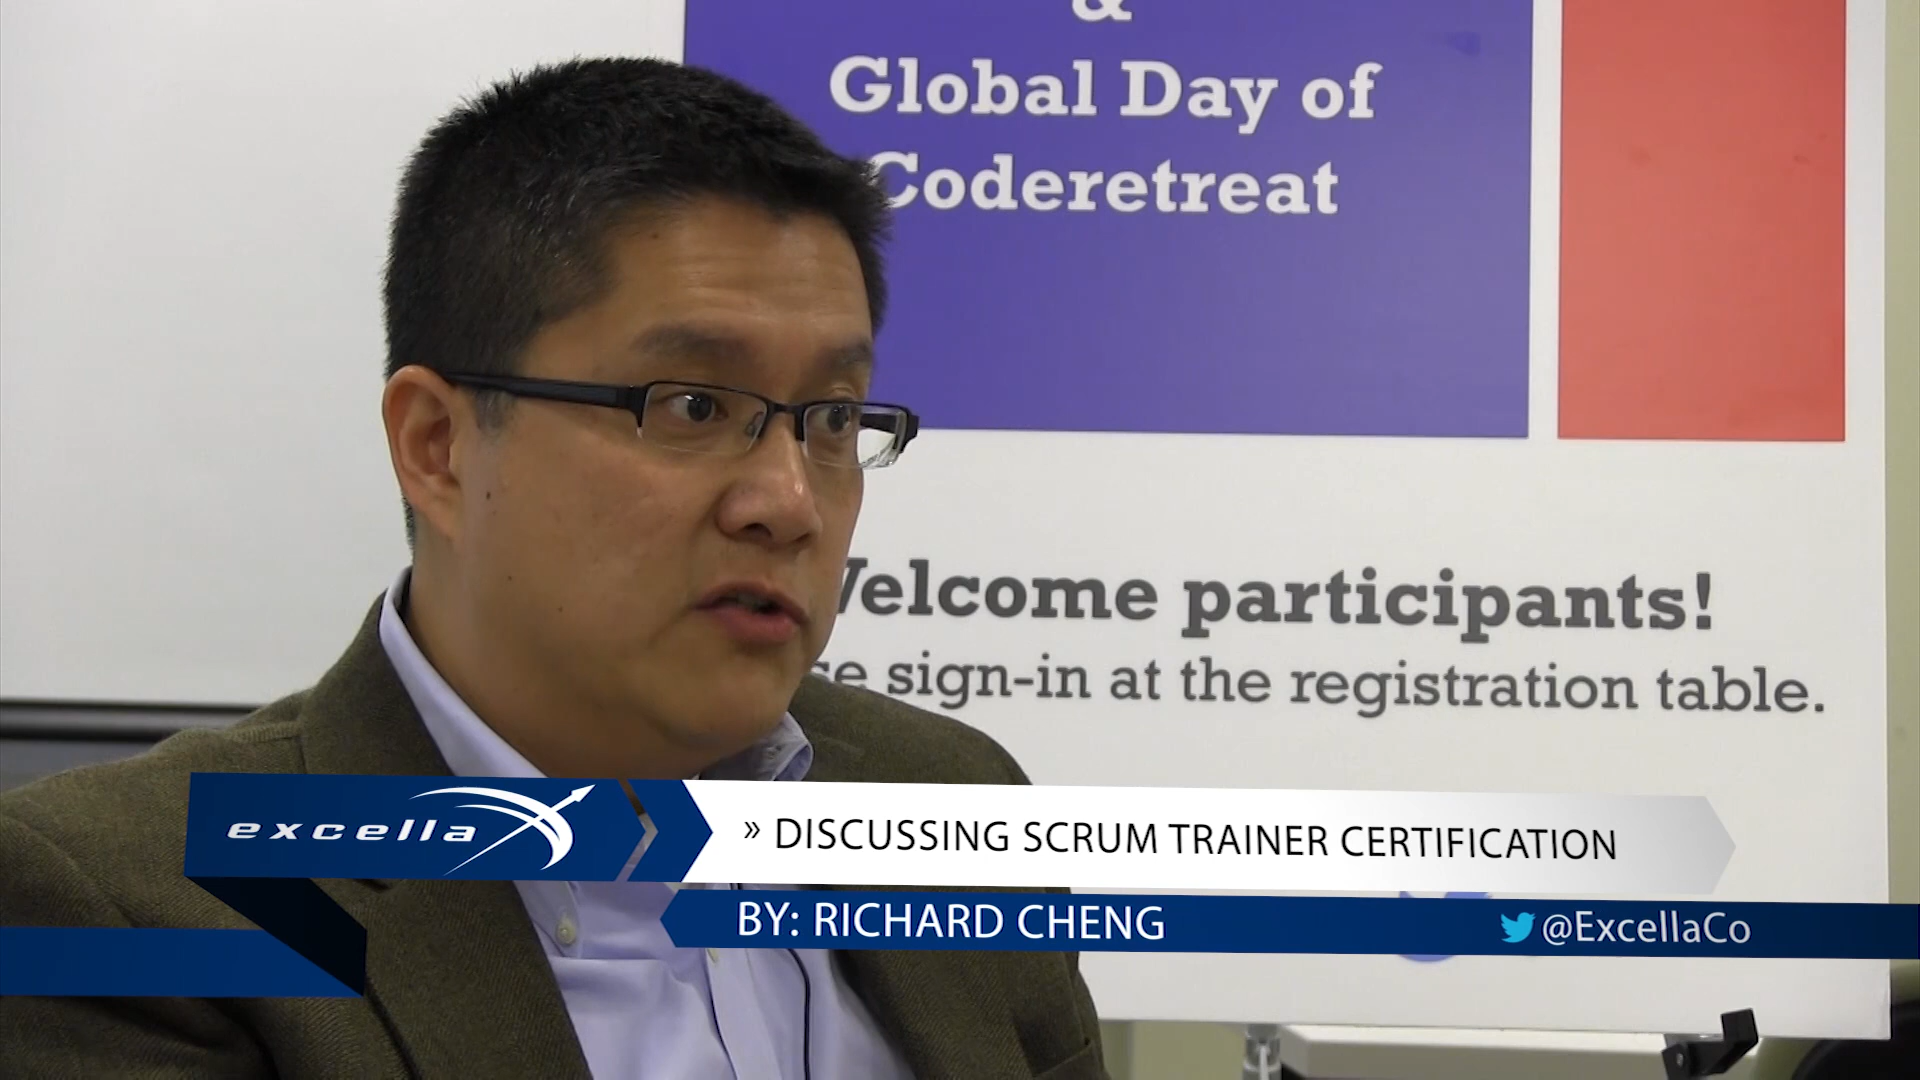 &
Global Day of
Coderetreat
Welcome participants!
sign-in at the registration table.
excella
» DISCUSSING SCRUM TRAINER CERTIFICATION
BY: RICHARD CHENG
@ExcellaCo